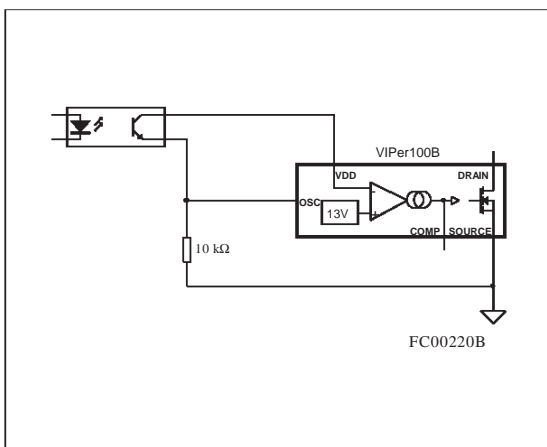 VIPer100B
VDD
DRAIN
OSC
13V
-
+
COMP
SOURCE
10 kΩ
FC00220B